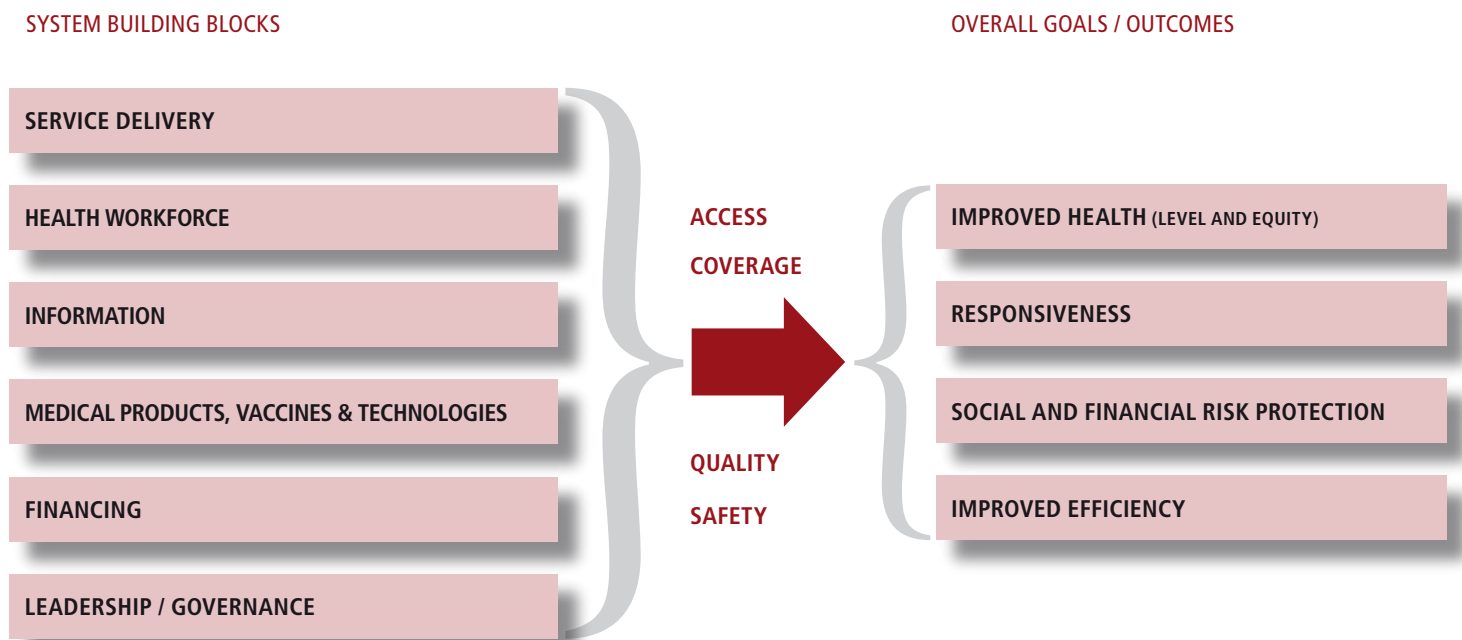 SYSTEM BUILDING BLOCKS
SERVICE DELIVERY
HEALTH WORKFORCE
INFORMATION
MEDICAL PRODUCTS, VACCINES & TECHNOLOGIES
FINANCING
LEADERSHIP / GOVERNANCE
ACCESS
COVERAGE
QUALITY
SAFETY
OVERALL GOALS / OUTCOMES
IMPROVED HEALTH (LEVEL AND EQUITY)
RESPONSIVENESS
SOCIAL AND FINANCIAL RISK PROTECTION
IMPROVED EFFICIENCY